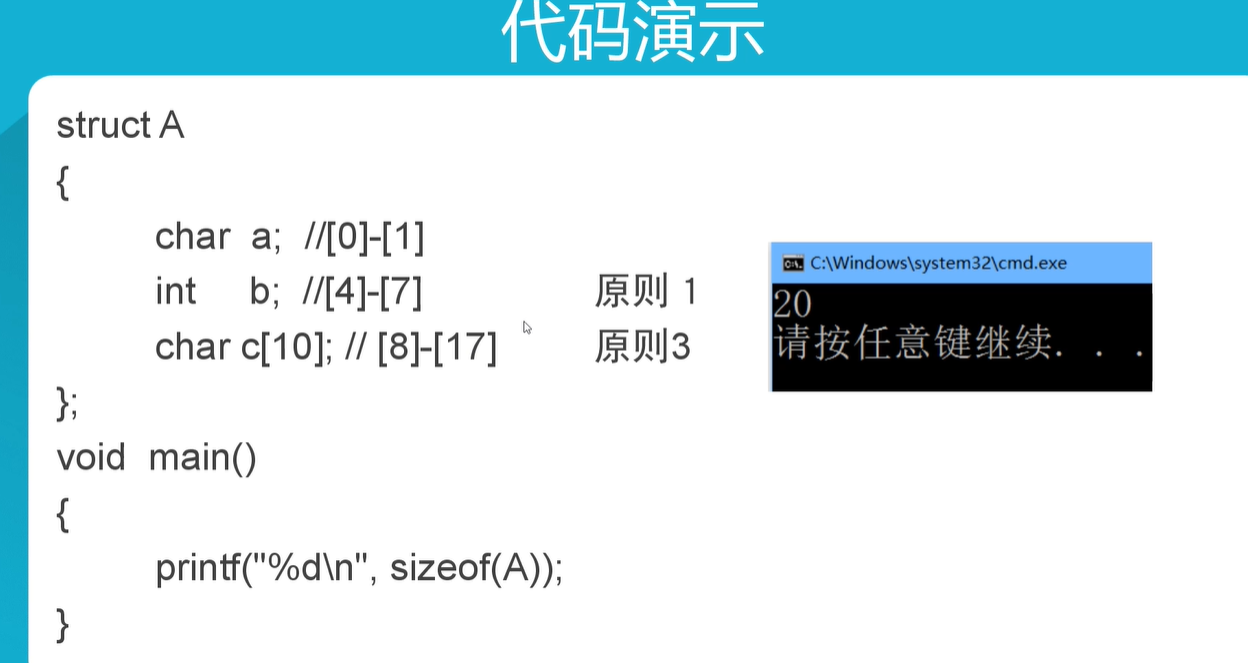 代码演示
struct A
{
char a; //[0]-[1]
int b; //[4]-[7] 原则 1
char c[10]; // [8]-[17] 原则3
};
void main()
{
printf("%d\n", sizeof(A));
}
C:\Windows\system32\cmd.exe
20
请按任意键继续. . .